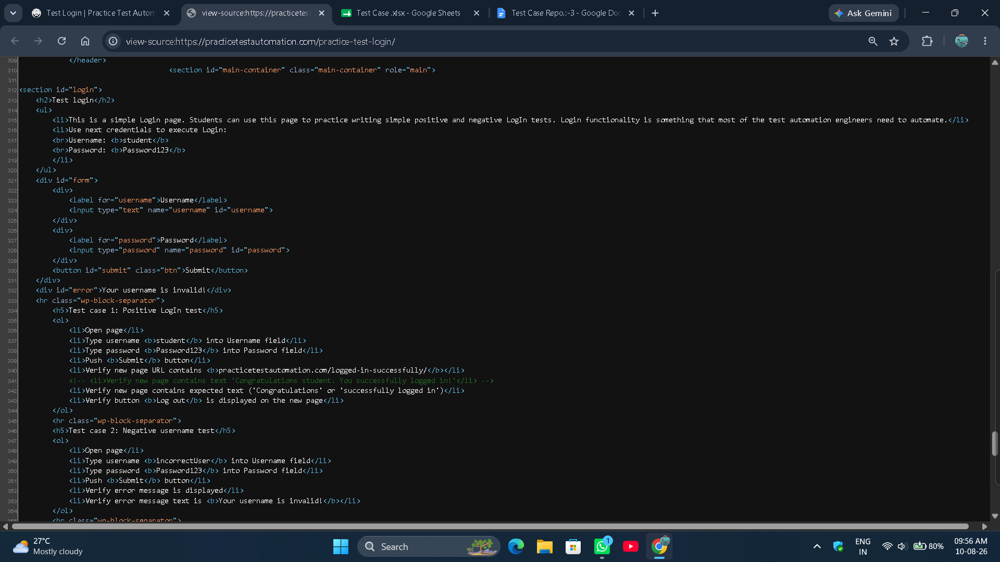 Test Login | Practice Test Autom
view-source:https://practicetes
Test Case .xlsx - Google Sheets
Test Case Repo.:-3 - Google Do
Ask Gemini
view-source:https://practicetestautomation.com/practice-test-login/
309 </header>
310 <section id="main-container" class="main-container" role="main">
311
312 <section id="login">
313 <h2>Test login</h2>
314 <ul>
315 <li>This is a simple Login page. Students can use this page to practice writing simple positive and negative LogIn tests. Login functionality is something that most of the test automation engineers need to automate.</li>
316 <li>Use next credentials to execute Login:
317 <br>Username: <b>student</b>
318 <br>Password: <b>Password123</b>
319 </li>
320 </ul>
321 <div id="form">
322 <div>
323 <label for="username">Username</label>
324 <input type="text" name="username" id="username">
325 </div>
326 <div>
327 <label for="password">Password</label>
328 <input type="password" name="password" id="password">
329 </div>
330 <button id="submit" class="btn">Submit</button>
331 </div>
332 <div id="error">Your username is invalid!</div>
333 <hr class="wp-block-separator">
334 <h5>Test case 1: Positive LogIn test</h5>
335 <ol>
336 <li>Open page</li>
337 <li>Type username <b>student</b> into Username field</li>
338 <li>Type password <b>Password123</b> into Password field</li>
339 <li>Push <b>Submit</b> button</li>
340 <li>Verify new page URL contains <b>practicetestautomation.com/logged-in-successfully/</b></li>
341 <!-- <li>Verify new page contains text 'Congratulations student. You successfully logged in!'</li> -->
342 <li>Verify new page contains expected text ('Congratulations' or 'successfully logged in')</li>
343 <li>Verify button <b>Log out</b> is displayed on the new page</li>
344 </ol>
345 <hr class="wp-block-separator">
346 <h5>Test case 2: Negative username test</h5>
347 <ol>
348 <li>Open page</li>
349 <li>Type username <b>incorrectUser</b> into Username field</li>
350 <li>Type password <b>Password123</b> into Password field</li>
351 <li>Push <b>Submit</b> button</li>
352 <li>Verify error message is displayed</li>
353 <li>Verify error message text is <b>Your username is invalid!</b></li>
354 </ol>
355 <hr class="wp-block-separator">
27°C
Mostly cloudy
Search
1
ENG
IN
80%
09:56 AM
10-08-26